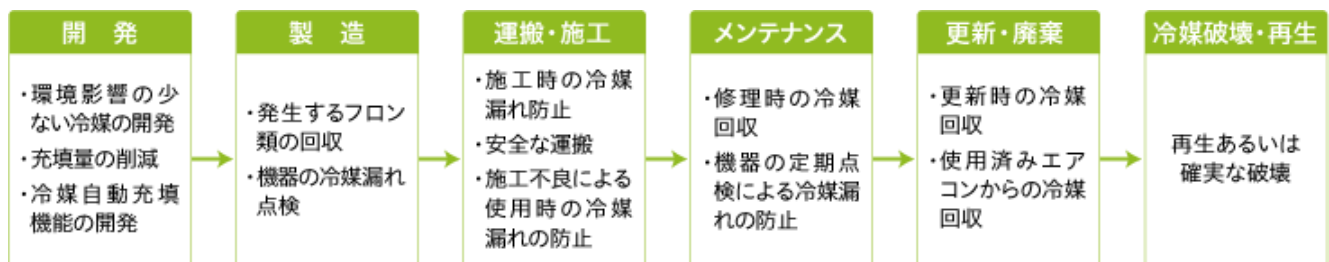 開発
・環境影響の少
ない冷媒の開発
・充填量の削減
・冷媒自動充填
機能の開発
製造
・発生するフロン
類の回収
・機器の冷媒漏れ
点検
運搬・施工
・施工時の冷媒
漏れ防止
・安全な運搬
・施工不良による
使用時の冷媒
漏れの防止
メンテナンス
・修理時の冷媒
回収
・機器の定期点
検による冷媒漏
れの防止
更新・廃棄
・更新時の冷媒
回収
・使用済みエア
コンからの冷媒
回収
冷媒破壊・再生
再生あるいは
確実な破壊